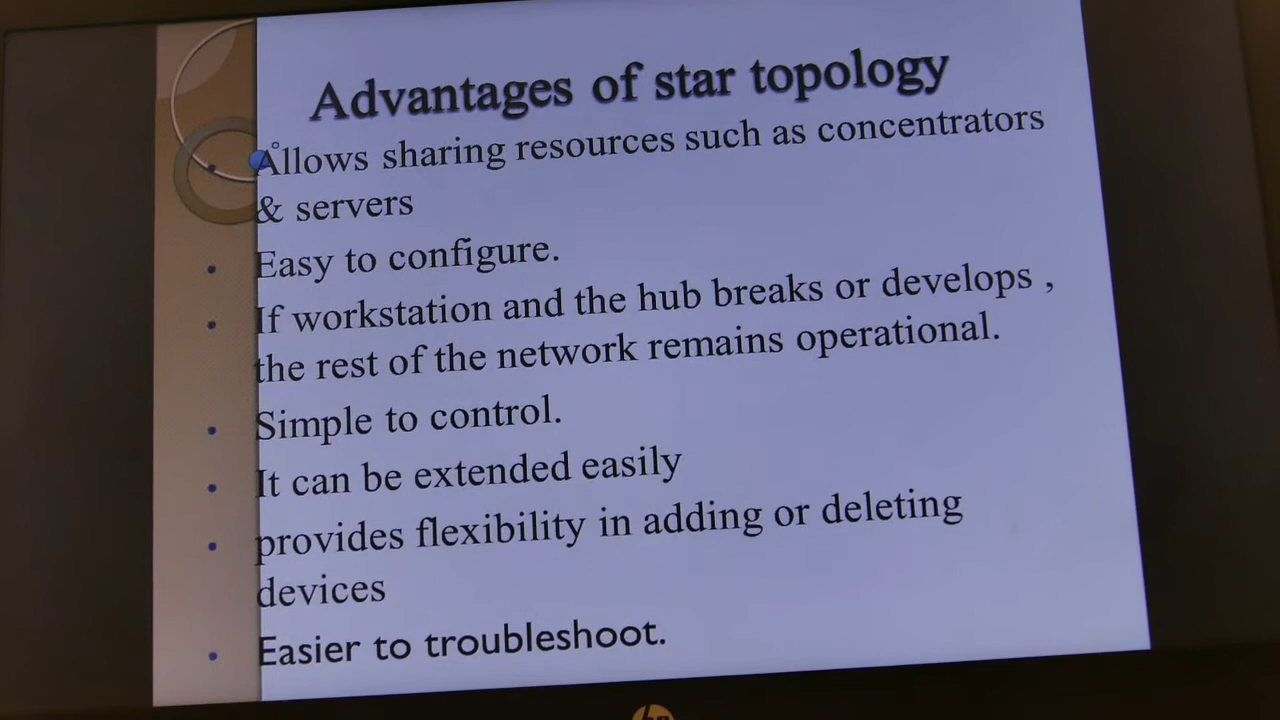 Advantages of star topology
• Allows sharing resources such as concentrators
& servers
• Easy to configure.
• If workstation and the hub breaks or develops ,
the rest of the network remains operational.
• Simple to control.
• It can be extended easily
• provides flexibility in adding or deleting
devices
• Easier to troubleshoot.
hp